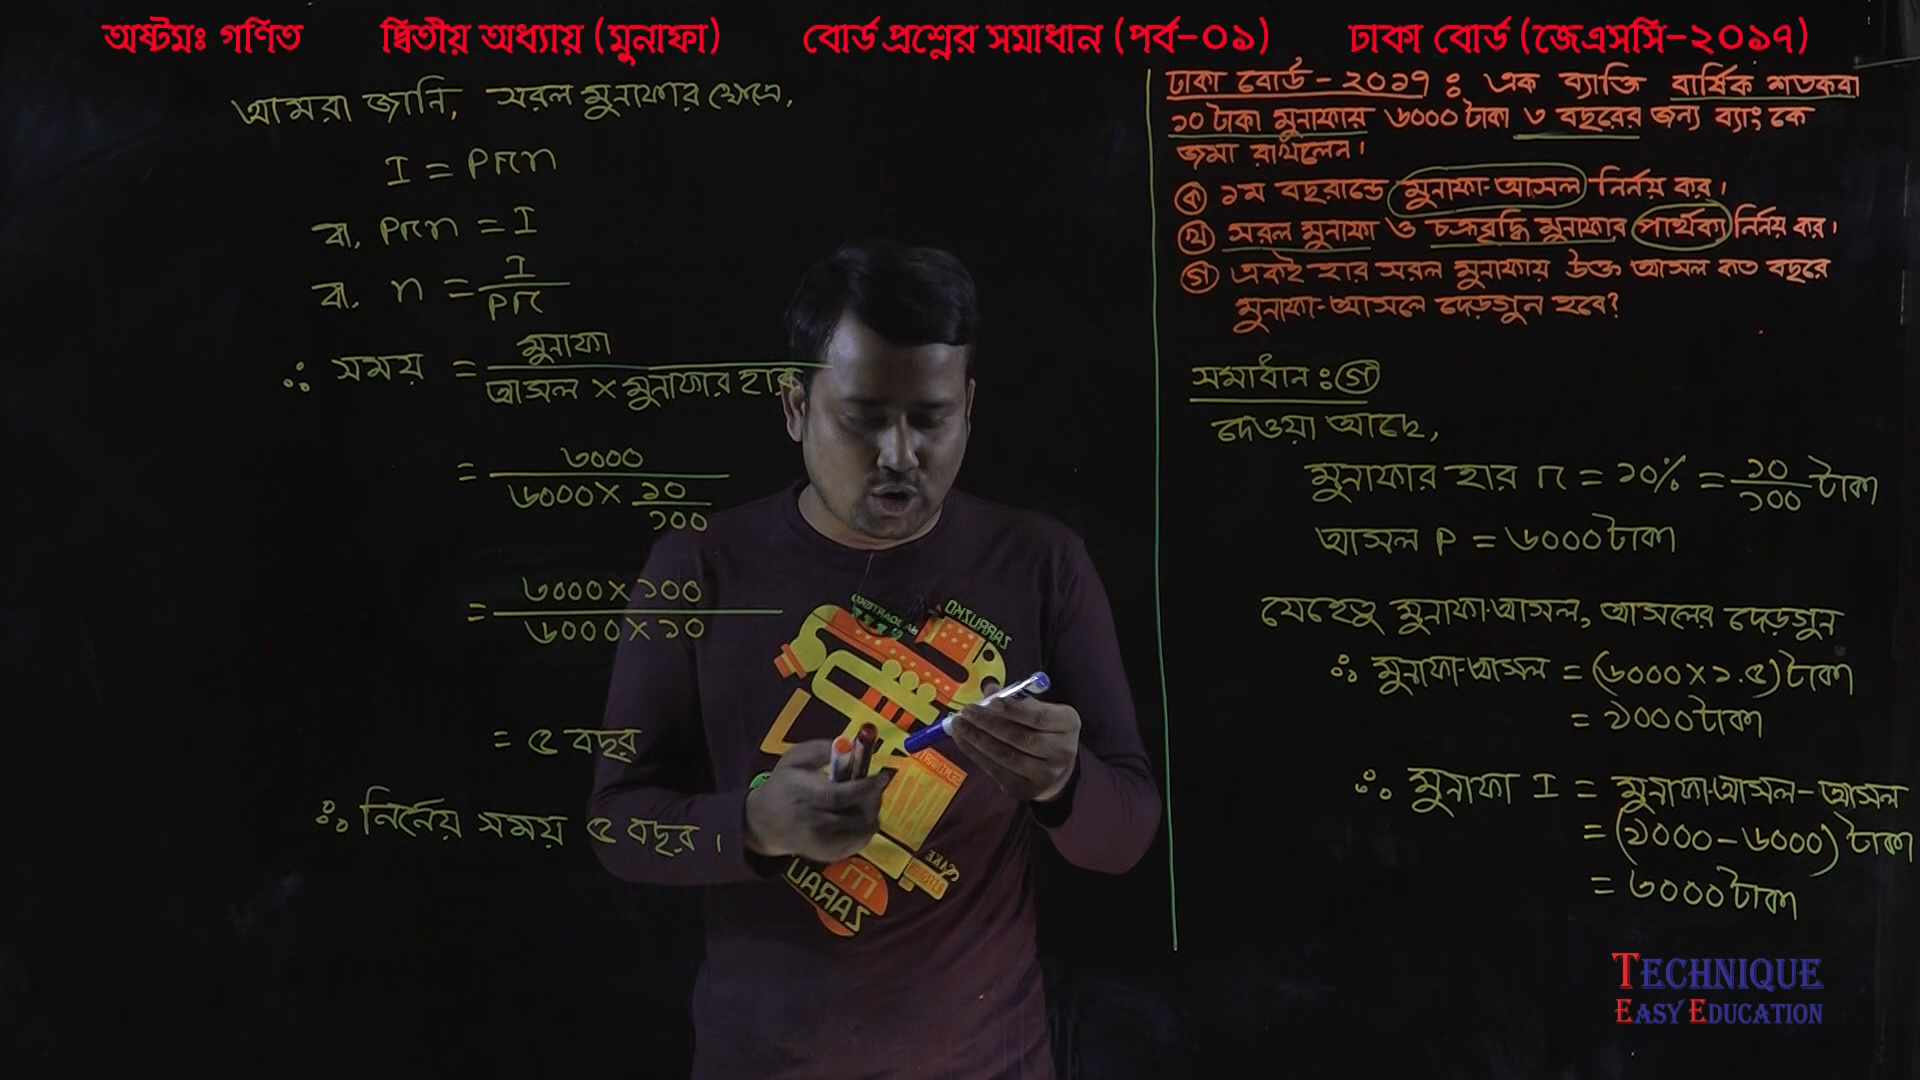 অষ্টমঃ গণিত দ্বিতীয় অধ্যায় (মুনাফা) বোর্ড প্রশ্নের সমাধান (পর্ব-০১) ঢাকা বোর্ড (জেএসসি-২০১৭)
আমরা জানি, সরল মুনাফার ক্ষেত্রে,
I = Prn
বা, Prn = I
বা, n = I / Pr
∴ সময় = মুনাফা / আসল × মুনাফার হার
= ৩০০০ / ৬০০০ × ১০/১০০
= ৩০০০ × ১০০ / ৬০০০ × ১০
= ৫ বছর
∴ নির্নেয় সময় ৫ বছর।
ঢাকা বোর্ড - ২০১৭ : এক ব্যাক্তি বার্ষিক শতকরা
১০ টাকা মুনাফায় ৬০০০ টাকা ৩ বছরের জন্য ব্যাংকে
জমা রাখলেন।
ক ১ম বছরান্তে মুনাফা-আসল নির্নয় কর।
খ সরল মুনাফা ও চক্রবৃদ্ধি মুনাফার পার্থক্য নির্নয় কর।
গ একই হার সরল মুনাফায় উক্ত আসল কত বছরে
মুনাফা-আসলে দেড়গুন হবে?
সমাধান : গ
দেওয়া আছে,
মুনাফার হার r = ১০% = ১০/১০০ টাকা
আসল P = ৬০০০ টাকা
যেহেতু মুনাফা-আসল, আসলের দেড়গুন
∴ মুনাফা-আসল = (৬০০০ × ১.৫) টাকা
= ৯০০০ টাকা
∴ মুনাফা I = মুনাফা-আসল - আসল
= (৯০০০ - ৬০০০) টাকা
= ৩০০০ টাকা
TECHNIQUE
EASY EDUCATION